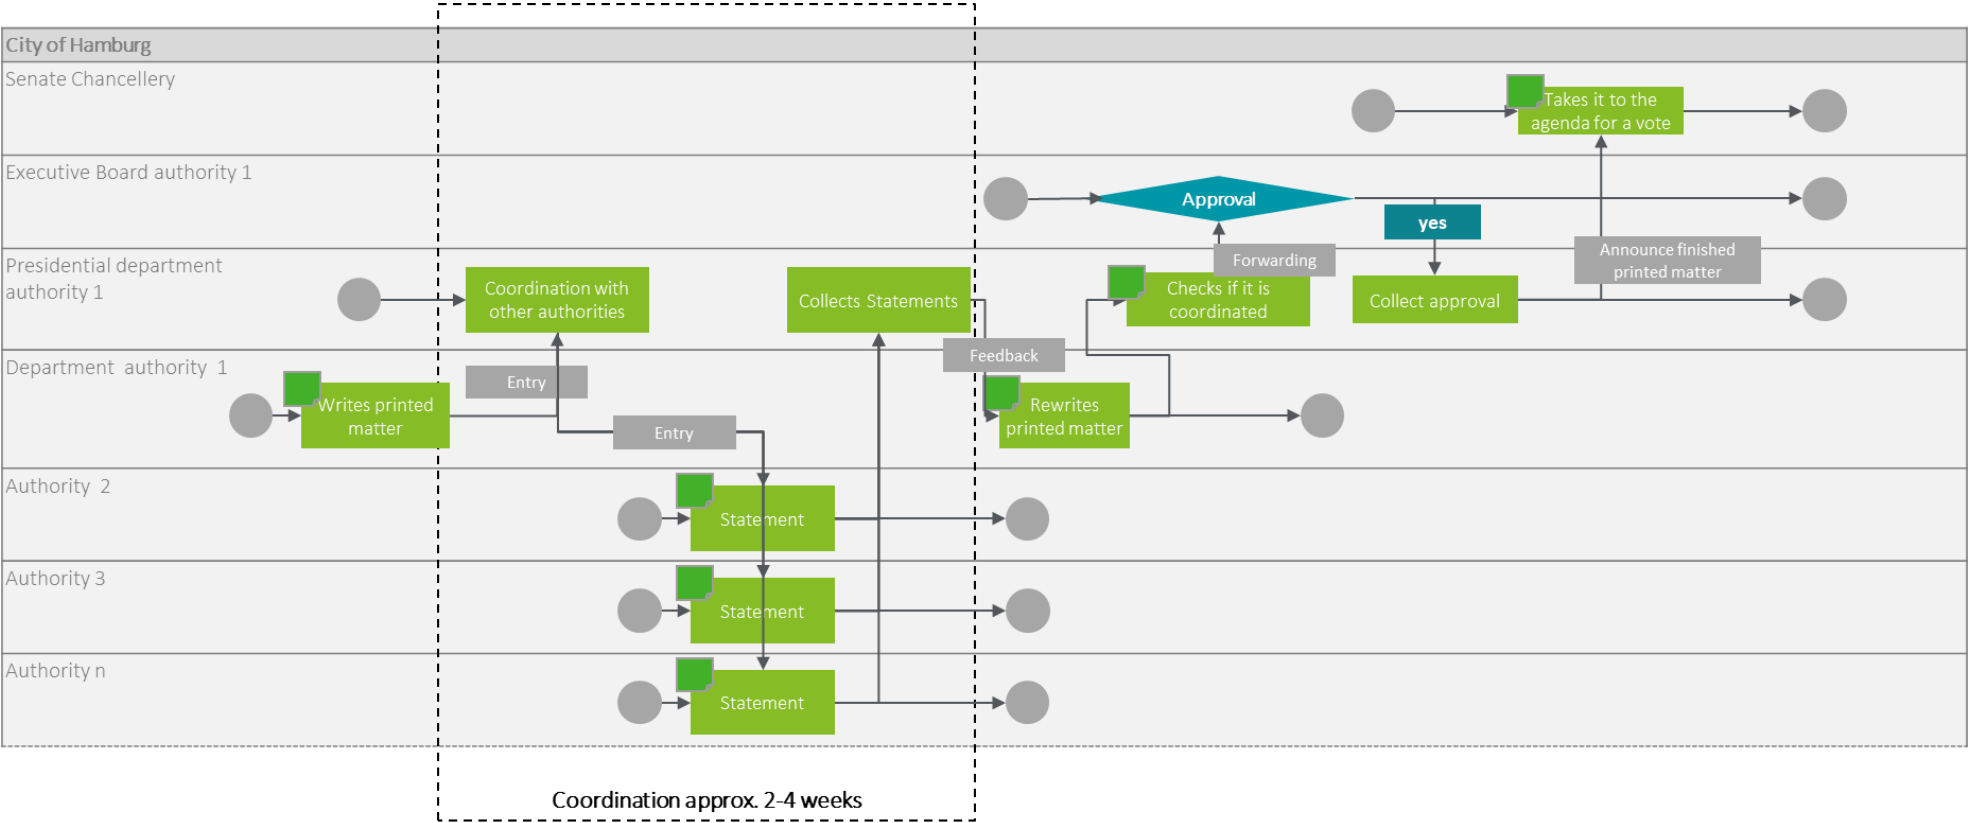 City of Hamburg
Senate Chancellery
Takes it to the
agenda for a vote
Executive Board authority 1
Approval
yes
Presidential department
authority 1
Coordination with
other authorities
Collects Statements
Forwarding
Checks if it is
coordinated
Collect approval
Announce finished
printed matter
Feedback
Department authority 1
Writes printed
matter
Entry
Entry
Rewrites
printed matter
Authority 2
Statement
Authority 3
Statement
Authority n
Statement
Coordination approx. 2-4 weeks